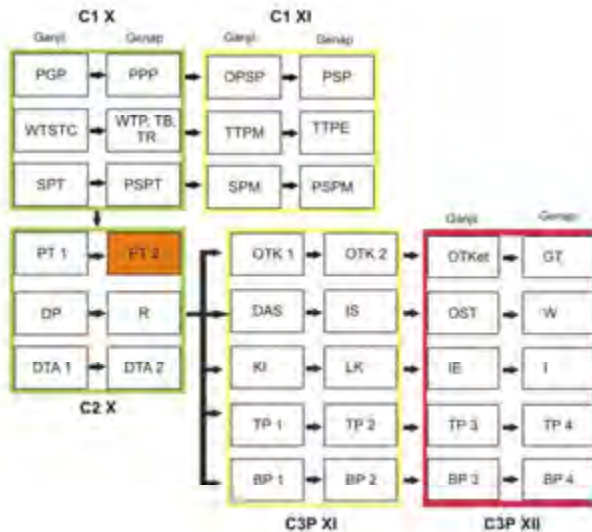 C1 X C1 XI
Ganjil Genap Ganjil Genap
PGP PPP OPSP PSP
WTSTC WTP, TB, TR TTPM TTPE
SPT PSPT SPM PSPM
Ganjil Genap
PT 1 PT 2 OTK 1 OTK 2 OTKet GT
DP R DAS IS OST W
DTA 1 DTA 2 KI LK IE I
C2 X
TP 1 TP 2 TP 3 TP 4
BP 1 BP 2 BP 3 BP 4
C3P XI C3P XII